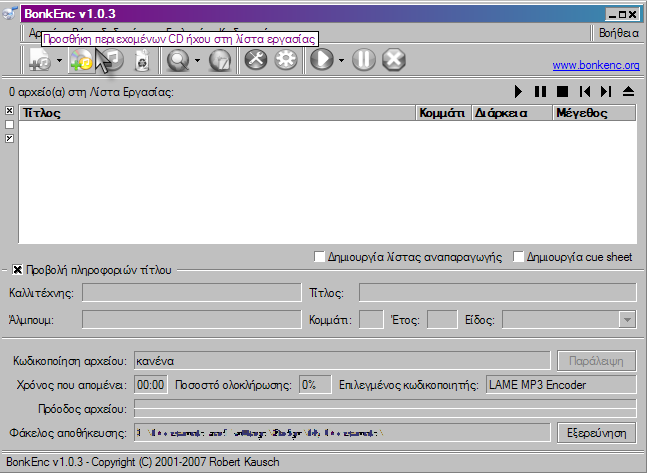 BonkEnc v1.0.3
Βοήθεια
Προσθήκη περιεχομένων CD ήχου στη λίστα εργασίας
www.bonkenc.org
0 αρχείο(α) στη Λίστα Εργασίας:
Τίτλος Κομμάτι Διάρκεια Μέγεθος
Δημιουργία λίστας αναπαραγωγής Δημιουργία cue sheet
Προβολή πληροφοριών τίτλου
Καλλιτέχνης: Τίτλος:
Άλμπουμ: Κομμάτι: Έτος: Είδος:
Κωδικοποίηση αρχείου: κανένα Παράλειψη
Χρόνος που απομένει: 00:00 Ποσοστό ολοκλήρωσης: 0% Επιλεγμένος κωδικοποιητής: LAME MP3 Encoder
Πρόοδος αρχείου:
Φάκελος αποθήκευσης: Εξερεύνηση
BonkEnc v1.0.3 - Copyright (C) 2001-2007 Robert Kausch